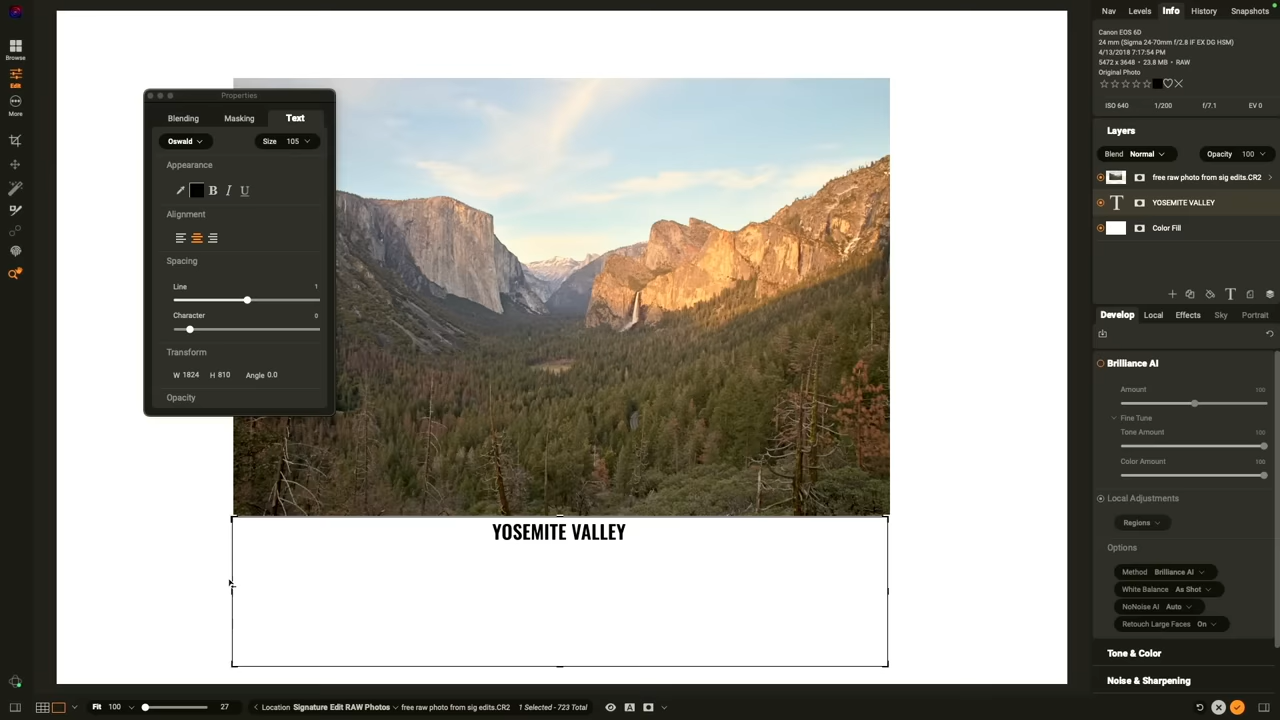 Nav Levels Info History Snapshots
Canon EOS 6D
24 mm (Sigma 24-70mm f/2.8 IF EX DG HSM)
4/13/2018 7:17:54 PM
5472 x 3648 • 23.8 MB • RAW
Original Photo
ISO 640 1/200 f/7.1 EV 0
Browse
Edit
More
Properties
Blending Masking Text
Oswald Size 105
Appearance
B I U
Alignment
Spacing
Line 1
Character 0
Transform
W 1824 H 810 Angle 0.0
Opacity
YOSEMITE VALLEY
Layers
Blend Normal Opacity 100
free raw photo from sig edits.CR2
T YOSEMITE VALLEY
Color Fill
T
Develop Local Effects Sky Portrait
Brilliance AI
Amount 100
Fine Tune
Tone Amount 100
Color Amount 100
Local Adjustments
Regions
Options
Method Brilliance AI
White Balance As Shot
NoNoise AI Auto
Retouch Large Faces On
Tone & Color
Noise & Sharpening
Fit 100 27 Location Signature Edit RAW Photos free raw photo from sig edits.CR2 1 Selected - 723 Total A